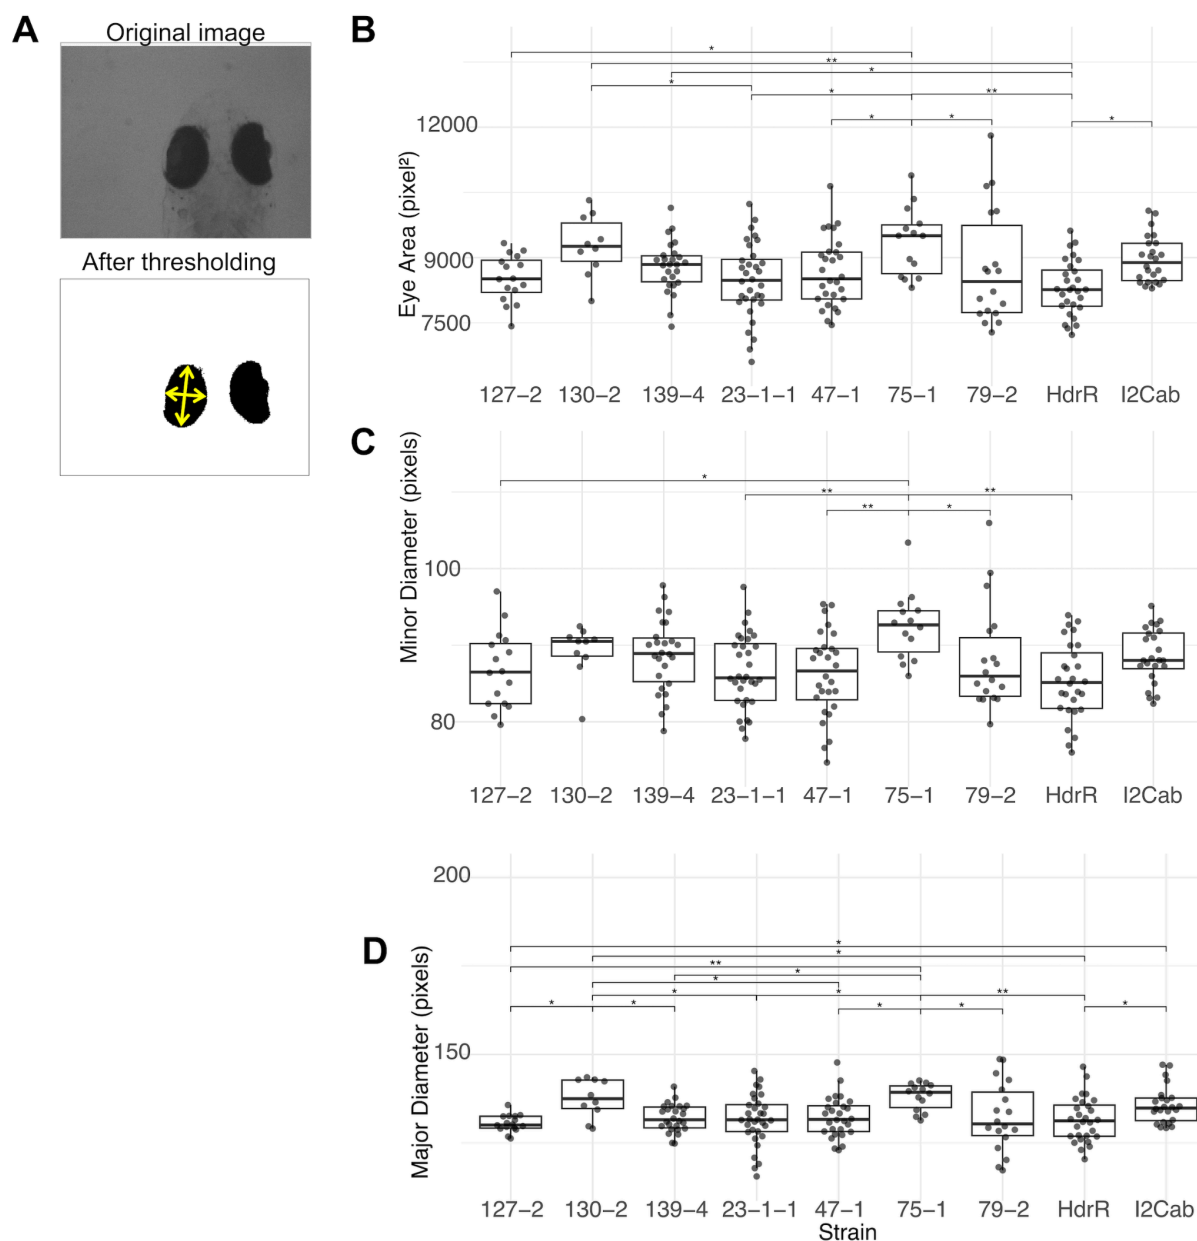 A
Original image
After thresholding
B
* ** * * * ** * * *
12000
9000
7500
Eye Area (pixel²)
127−2 130−2 139−4 23−1−1 47−1 75−1 79−2 HdrR I2Cab
C
* ** ** ** *
100
80
Minor Diameter (pixels)
127−2 130−2 139−4 23−1−1 47−1 75−1 79−2 HdrR I2Cab
D
200
* * ** * * * * ** * * * * *
150
Major Diameter (pixels)
127−2 130−2 139−4 23−1−1 47−1 75−1 79−2 HdrR I2Cab
Strain